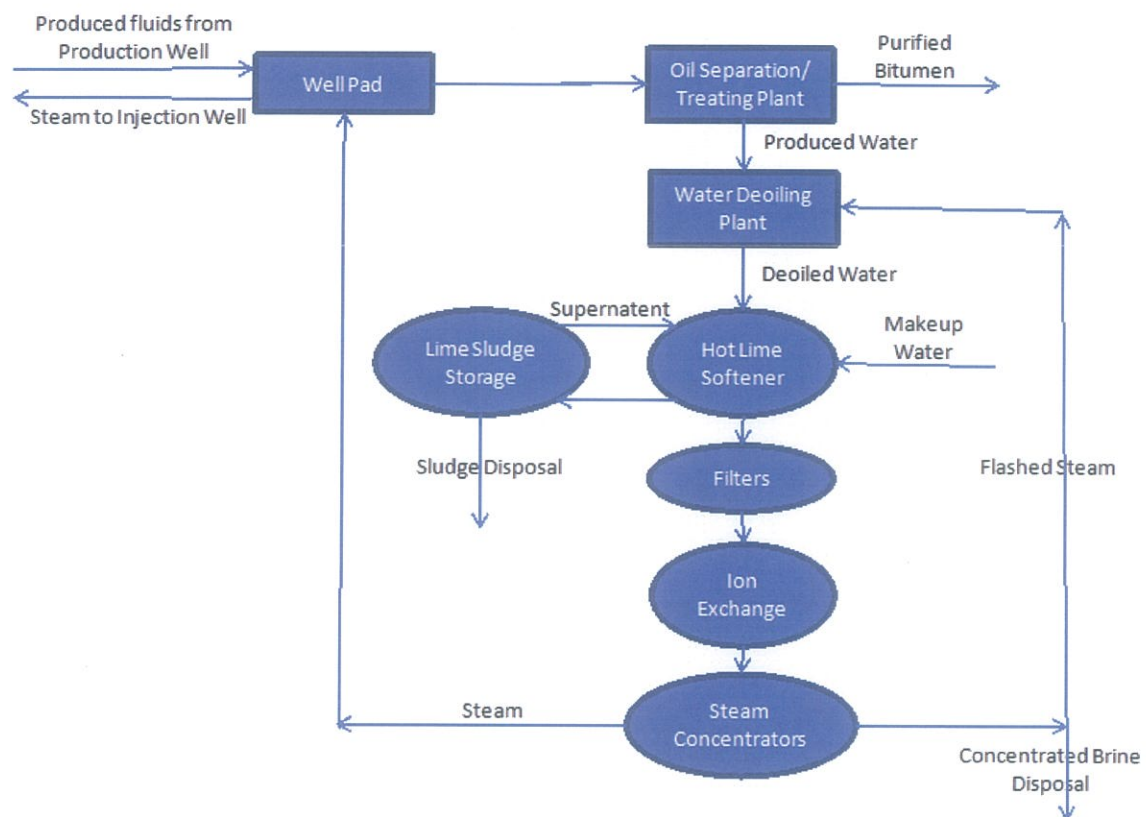 Produced fluids from
Production Well
Steam to Injection Well
Well Pad
Oil Separation/
Treating Plant
Purified
Bitumen
Produced Water
Water Deoiling
Plant
Deoiled Water
Supernatent
Lime Sludge
Storage
Hot Lime
Softener
Makeup
Water
Sludge Disposal
Filters
Flashed Steam
Ion
Exchange
Steam
Steam
Concentrators
Concentrated Brine
Disposal